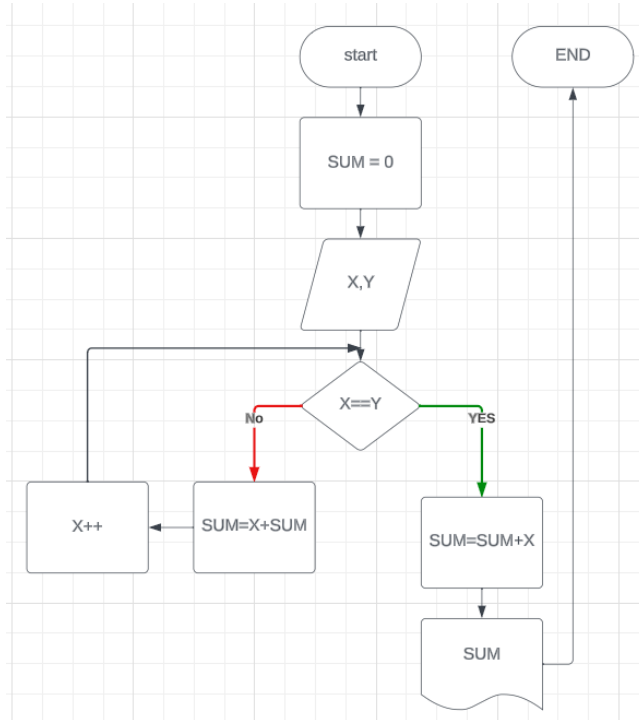 start
END
SUM = 0
X,Y
X==Y
No
YES
X++
SUM=X+SUM
SUM=SUM+X
SUM